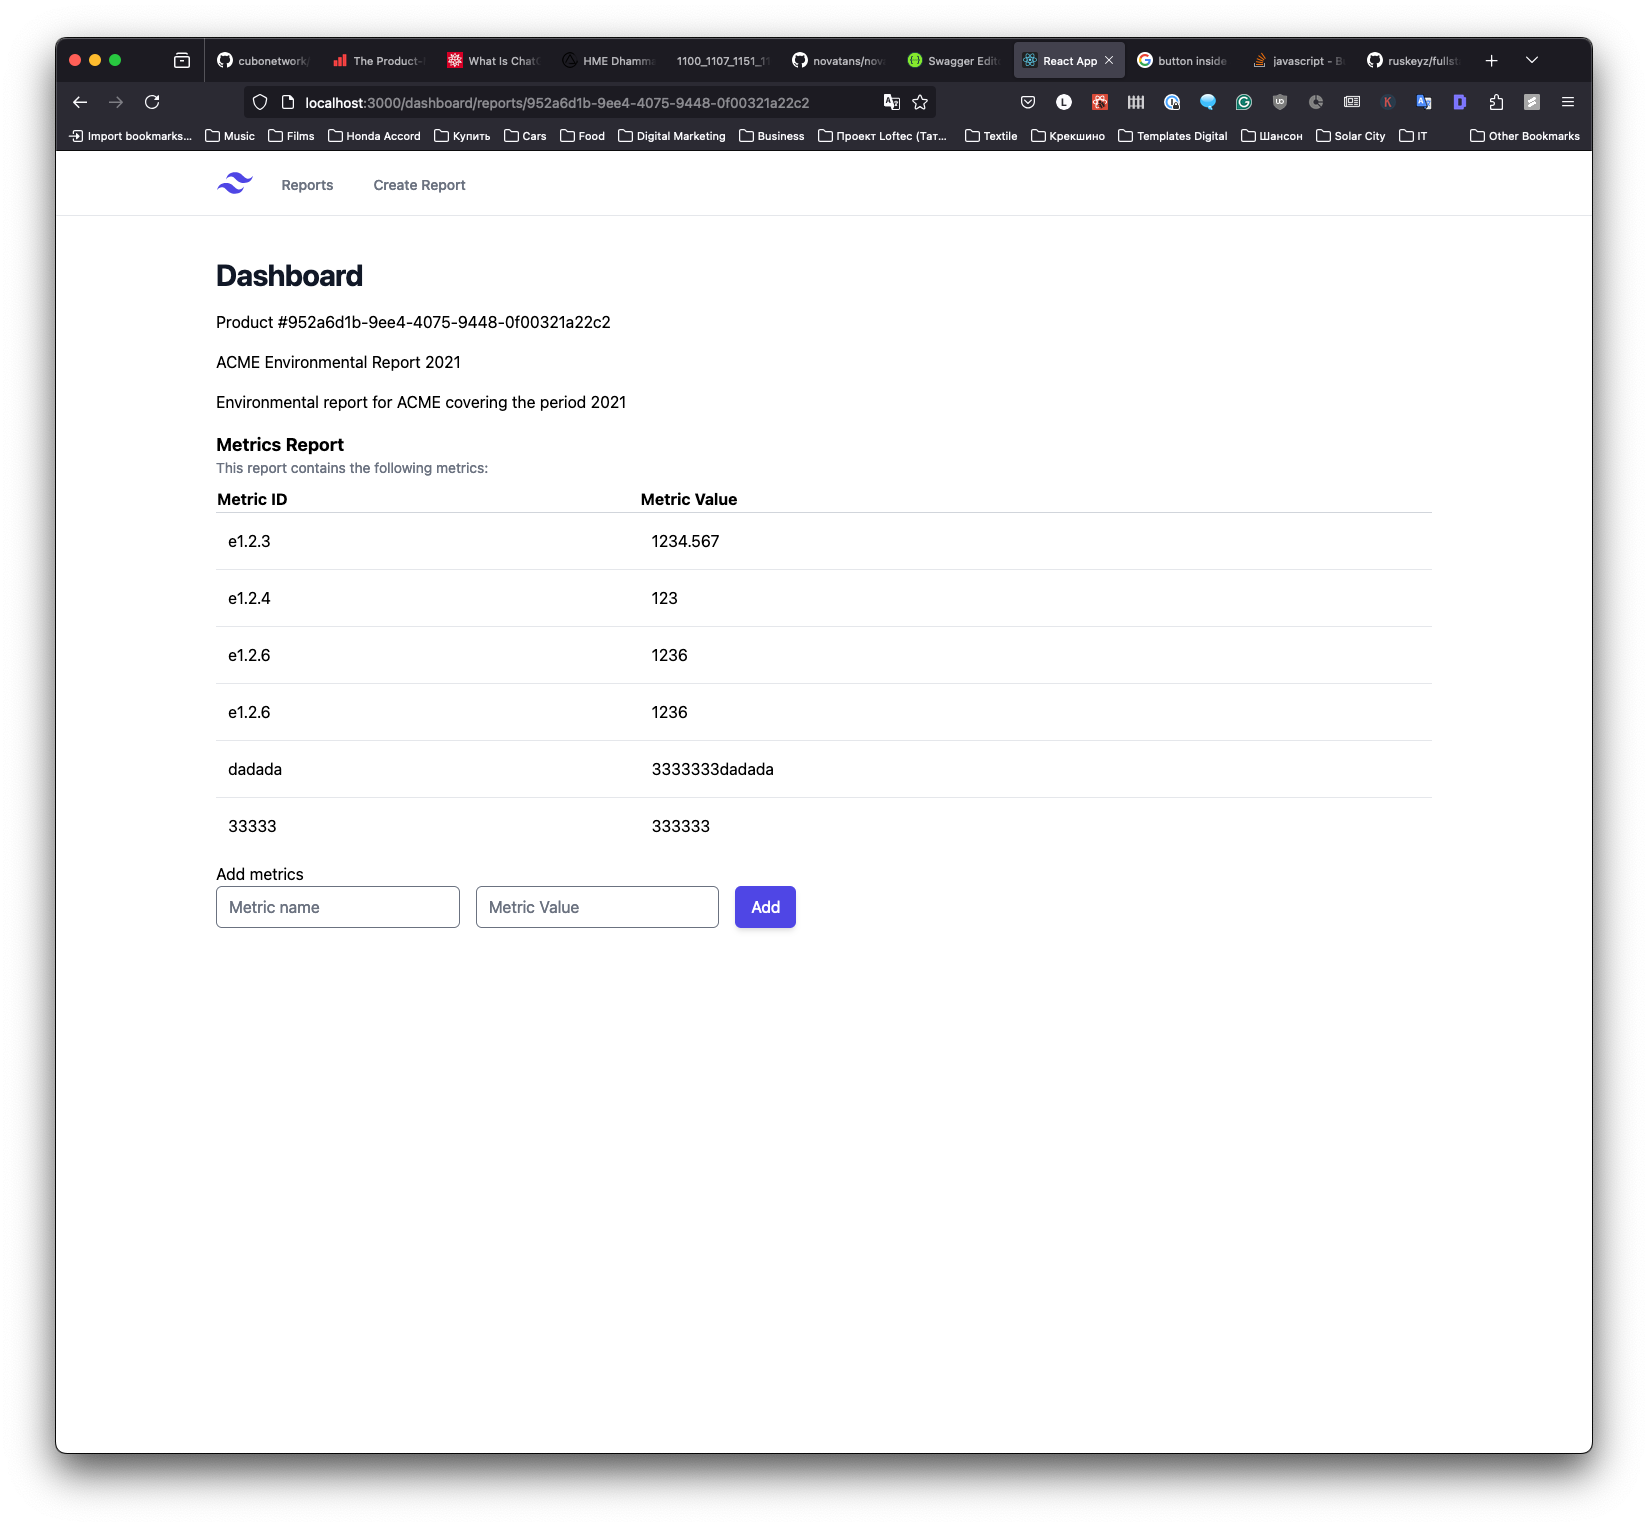 cubonetwork/ The Product- What Is Chat HME Dhamma 1100_1107_1151_11 novatans/nov Swagger Edit React App button inside javascript - B ruskeyz/fullst
localhost:3000/dashboard/reports/952a6d1b-9ee4-4075-9448-0f00321a22c2
Import bookmarks... Music Films Honda Accord Купить Cars Food Digital Marketing Business Проект Loftec (Тат... Textile Крекшино Templates Digital Шансон Solar City IT Other Bookmarks
Reports Create Report
Dashboard
Product #952a6d1b-9ee4-4075-9448-0f00321a22c2
ACME Environmental Report 2021
Environmental report for ACME covering the period 2021
Metrics Report
This report contains the following metrics:
Metric ID Metric Value
e1.2.3 1234.567
e1.2.4 123
e1.2.6 1236
e1.2.6 1236
dadada 3333333dadada
33333 333333
Add metrics
Metric name Metric Value Add